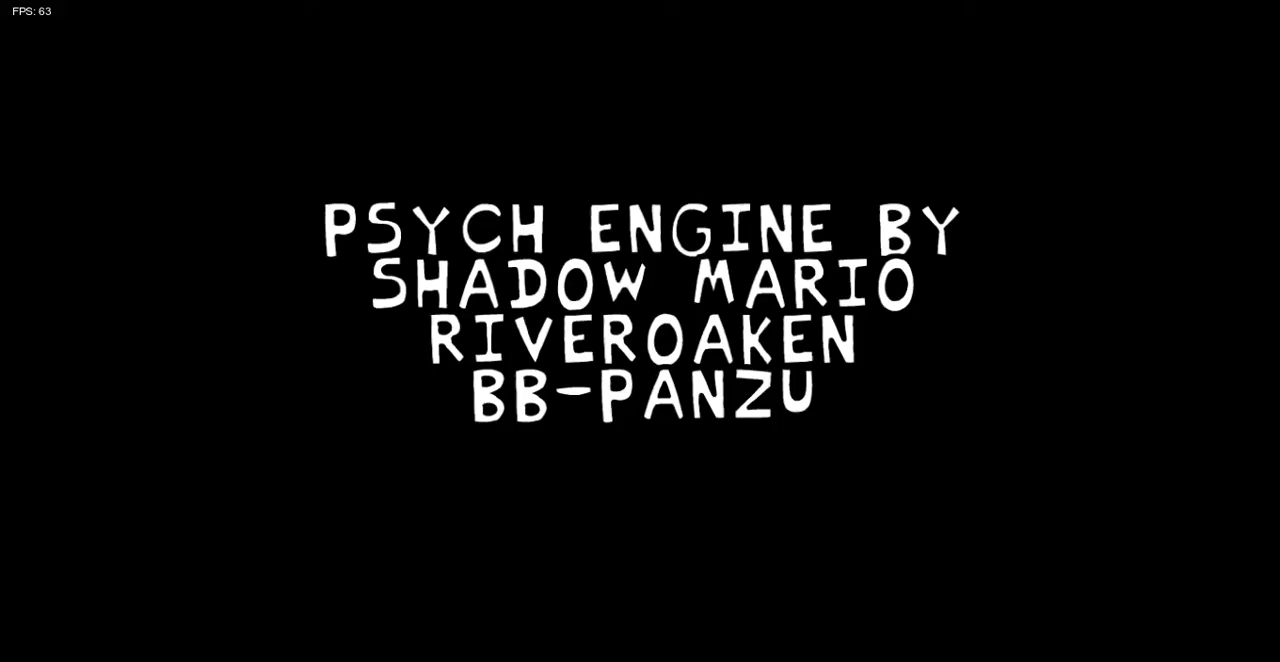 FPS: 63
PSYCH ENGINE BY
SHADOW MARIO
RIVEROAKEN
BB-PANZU